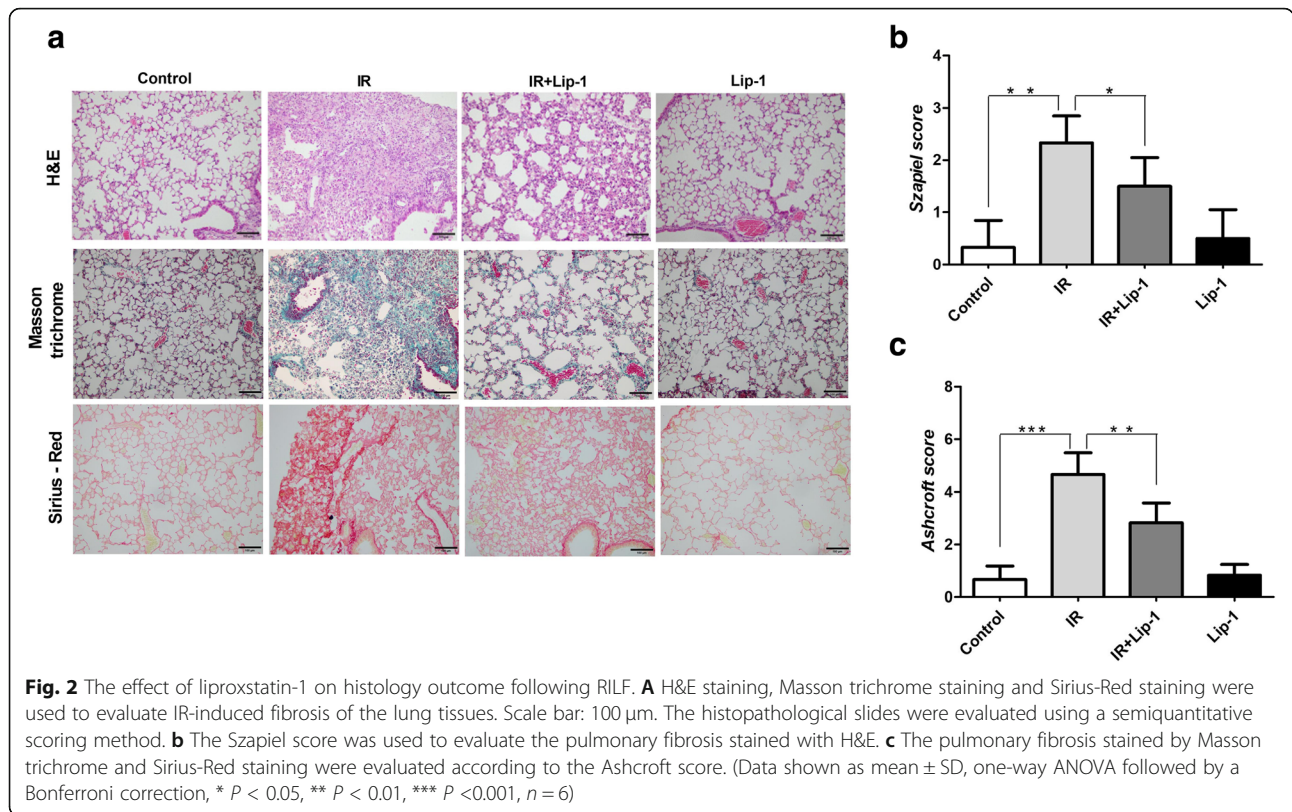 a
Control IR IR+Lip-1 Lip-1
H&E
Masson
trichrome
Sirius - Red
b
Szapiel score
4
3
2
1
0
* *
*
Control IR IR+Lip-1 Lip-1
c
Ashcroft score
8
6
4
2
0
***
* *
Control IR IR+Lip-1 Lip-1
Fig. 2 The effect of liproxstatin-1 on histology outcome following RILF. A H&E staining, Masson trichrome staining and Sirius-Red staining were
used to evaluate IR-induced fibrosis of the lung tissues. Scale bar: 100 μm. The histopathological slides were evaluated using a semiquantitative
scoring method. b The Szapiel score was used to evaluate the pulmonary fibrosis stained with H&E. c The pulmonary fibrosis stained by Masson
trichrome and Sirius-Red staining were evaluated according to the Ashcroft score. (Data shown as mean ± SD, one-way ANOVA followed by a
Bonferroni correction, * P < 0.05, ** P < 0.01, *** P <0.001, n = 6)